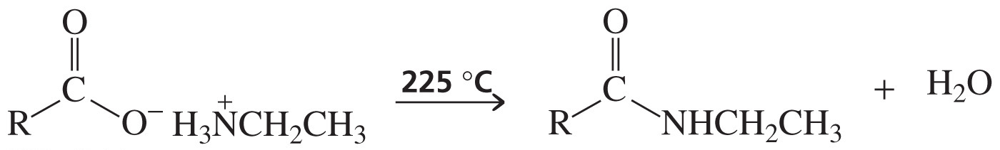 O O
C 225 °C C + H₂O
R O⁻ H₃N⁺CH₂CH₃ R NHCH₂CH₃